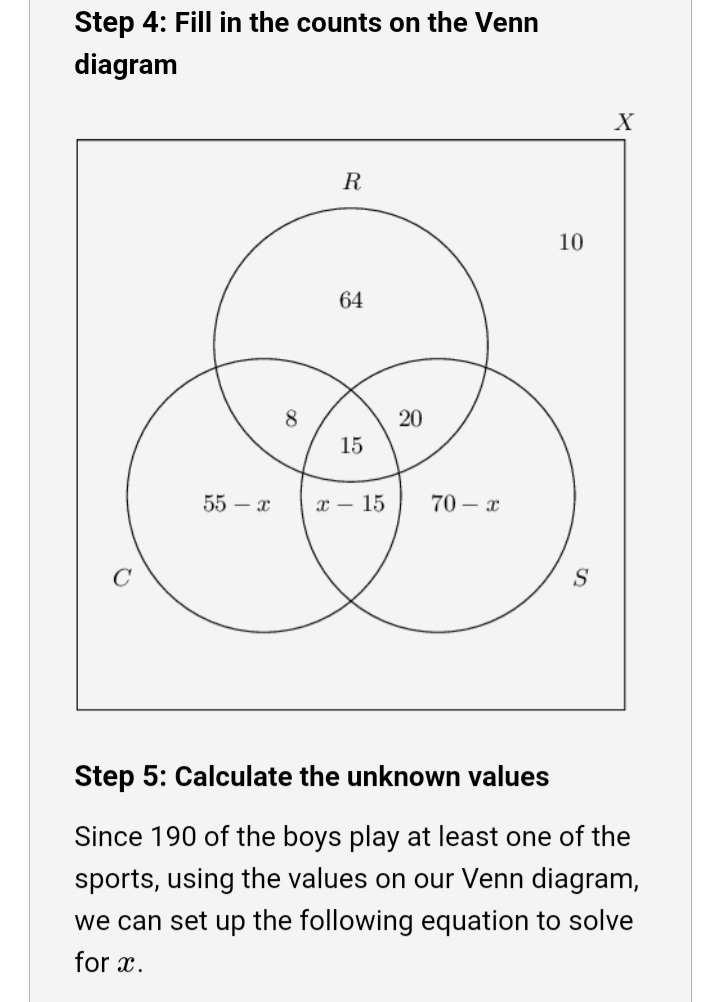 Step 4: Fill in the counts on the Venn
diagram
X
R
10
64
8
20
15
55 − x
x − 15
70 − x
C
S
Step 5: Calculate the unknown values
Since 190 of the boys play at least one of the
sports, using the values on our Venn diagram,
we can set up the following equation to solve
for x.